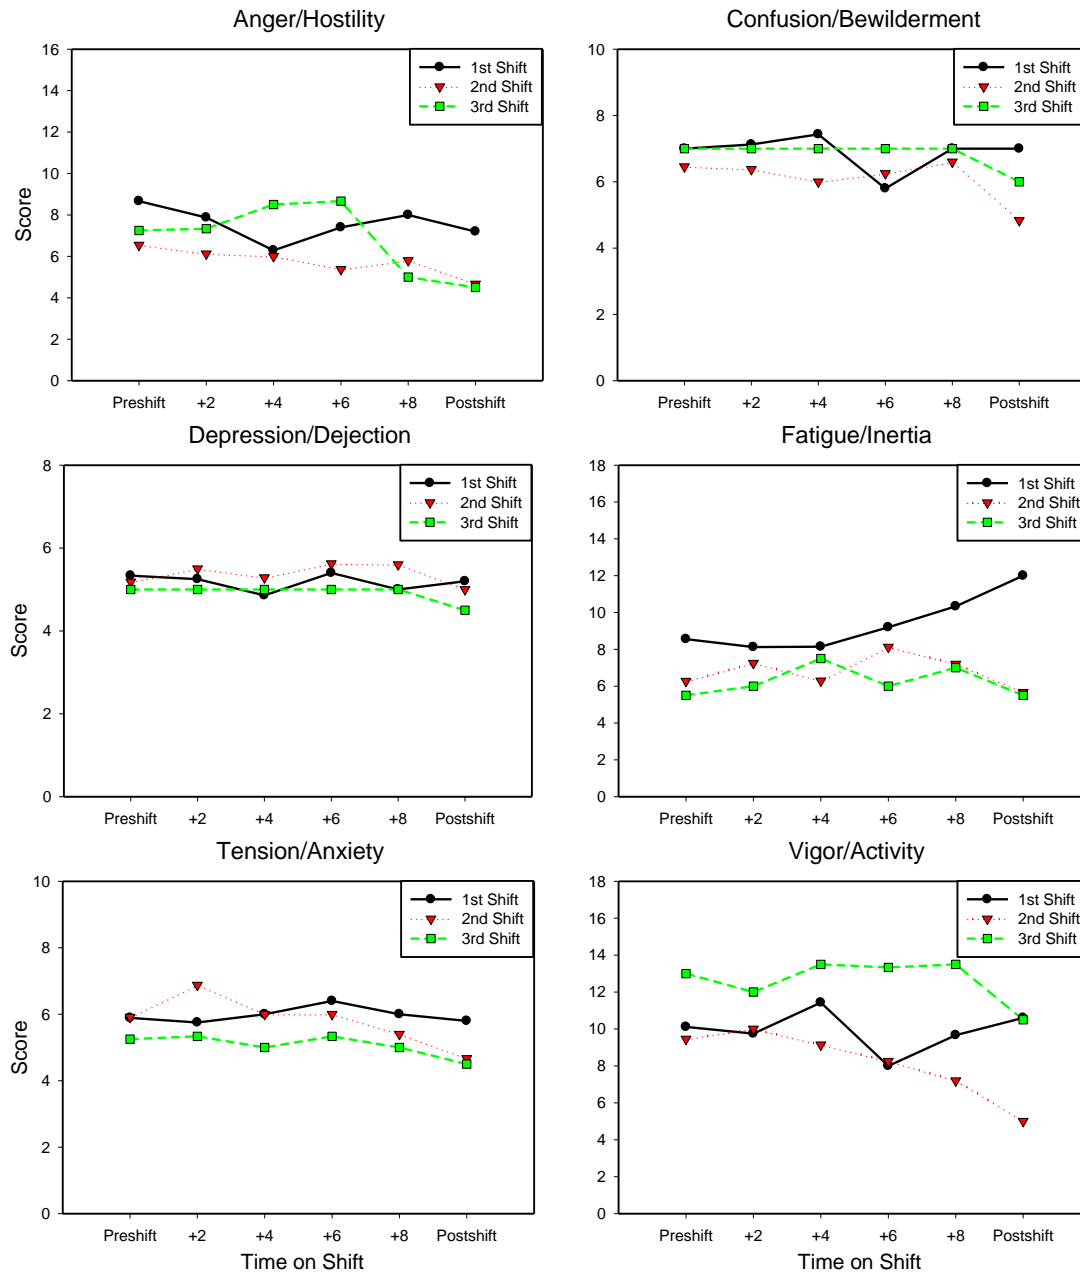 Anger/Hostility
16
14
12
10
8
6
4
2
0
Score
1st Shift
2nd Shift
3rd Shift
Preshift +2 +4 +6 +8 Postshift
Confusion/Bewilderment
10
8
6
4
2
0
1st Shift
2nd Shift
3rd Shift
Preshift +2 +4 +6 +8 Postshift
Depression/Dejection
8
6
4
2
0
Score
1st Shift
2nd Shift
3rd Shift
Preshift +2 +4 +6 +8 Postshift
Fatigue/Inertia
18
16
14
12
10
8
6
4
2
0
1st Shift
2nd Shift
3rd Shift
Preshift +2 +4 +6 +8 Postshift
Tension/Anxiety
10
8
6
4
2
0
Score
1st Shift
2nd Shift
3rd Shift
Preshift +2 +4 +6 +8 Postshift
Time on Shift
Vigor/Activity
18
16
14
12
10
8
6
4
2
0
1st Shift
2nd Shift
3rd Shift
Preshift +2 +4 +6 +8 Postshift
Time on Shift